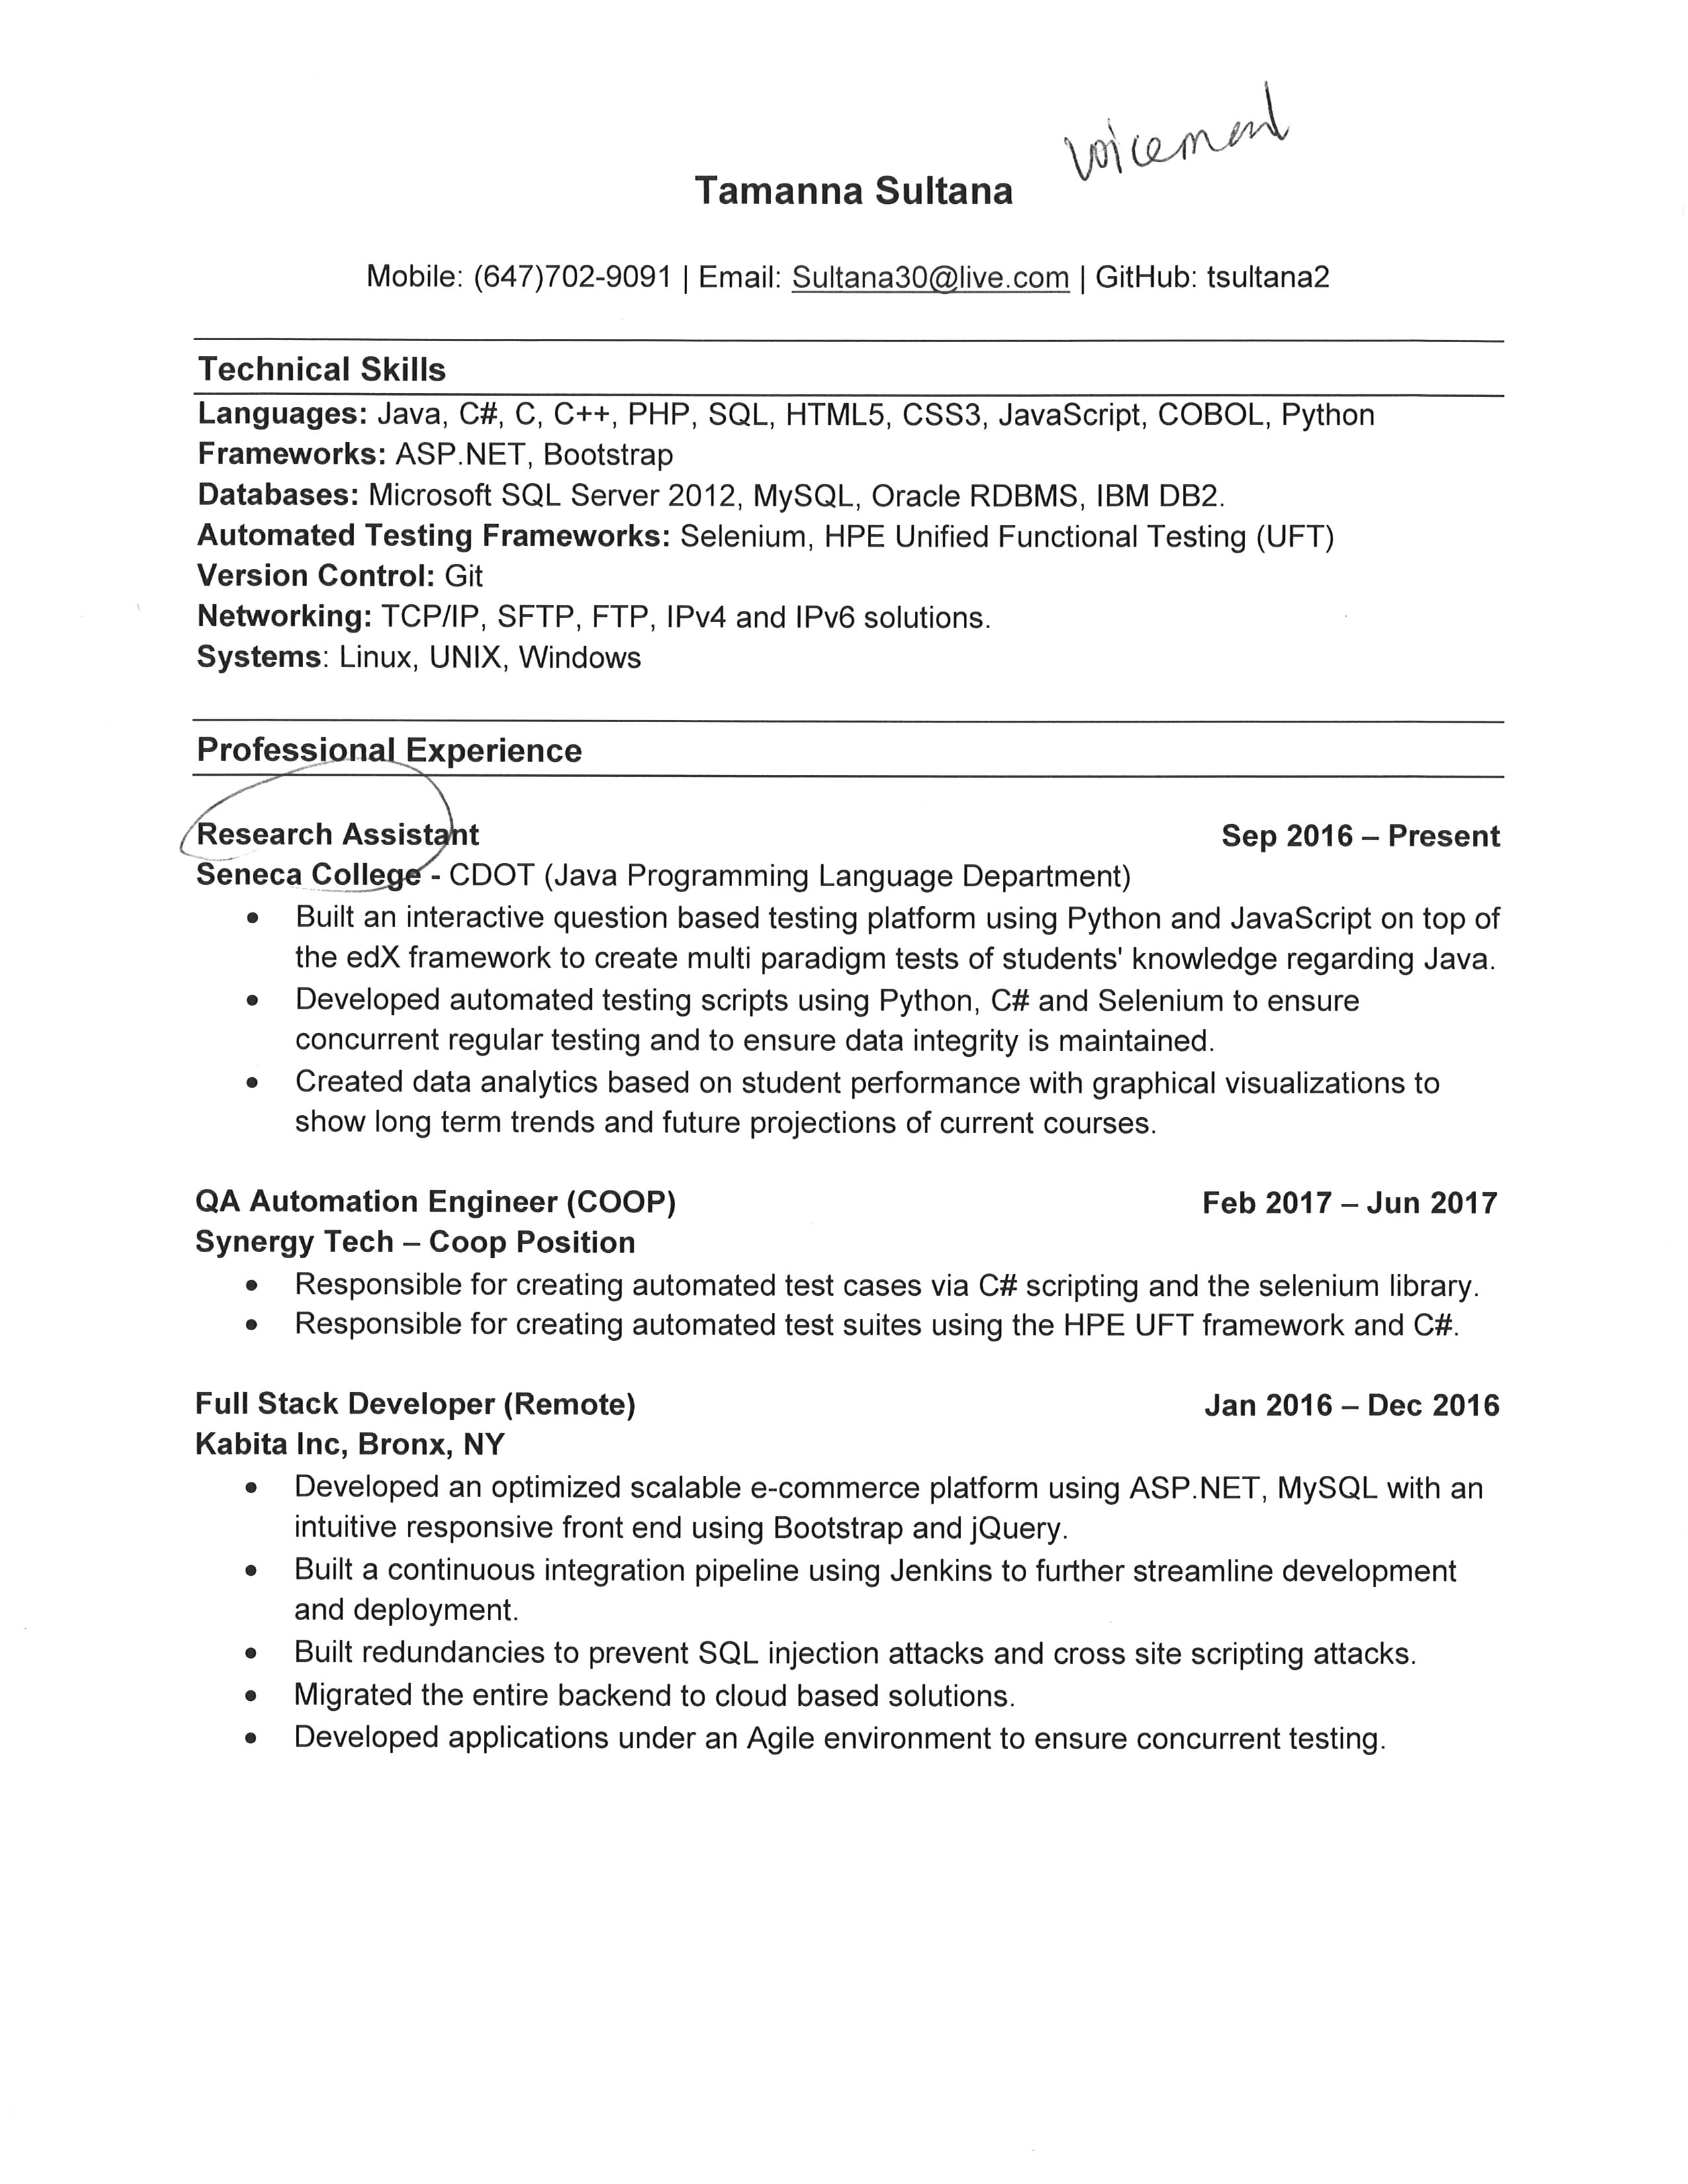 voicemail
Tamanna Sultana
Mobile: (647)702-9091 | Email: Sultana30@live.com | GitHub: tsultana2
Technical Skills
Languages: Java, C#, C, C++, PHP, SQL, HTML5, CSS3, JavaScript, COBOL, Python
Frameworks: ASP.NET, Bootstrap
Databases: Microsoft SQL Server 2012, MySQL, Oracle RDBMS, IBM DB2.
Automated Testing Frameworks: Selenium, HPE Unified Functional Testing (UFT)
Version Control: Git
Networking: TCP/IP, SFTP, FTP, IPv4 and IPv6 solutions.
Systems: Linux, UNIX, Windows
Professional Experience
Research Assistant Sep 2016 – Present
Seneca College - CDOT (Java Programming Language Department)
• Built an interactive question based testing platform using Python and JavaScript on top of
the edX framework to create multi paradigm tests of students' knowledge regarding Java.
• Developed automated testing scripts using Python, C# and Selenium to ensure
concurrent regular testing and to ensure data integrity is maintained.
• Created data analytics based on student performance with graphical visualizations to
show long term trends and future projections of current courses.
QA Automation Engineer (COOP) Feb 2017 – Jun 2017
Synergy Tech – Coop Position
• Responsible for creating automated test cases via C# scripting and the selenium library.
• Responsible for creating automated test suites using the HPE UFT framework and C#.
Full Stack Developer (Remote) Jan 2016 – Dec 2016
Kabita Inc, Bronx, NY
• Developed an optimized scalable e-commerce platform using ASP.NET, MySQL with an
intuitive responsive front end using Bootstrap and jQuery.
• Built a continuous integration pipeline using Jenkins to further streamline development
and deployment.
• Built redundancies to prevent SQL injection attacks and cross site scripting attacks.
• Migrated the entire backend to cloud based solutions.
• Developed applications under an Agile environment to ensure concurrent testing.